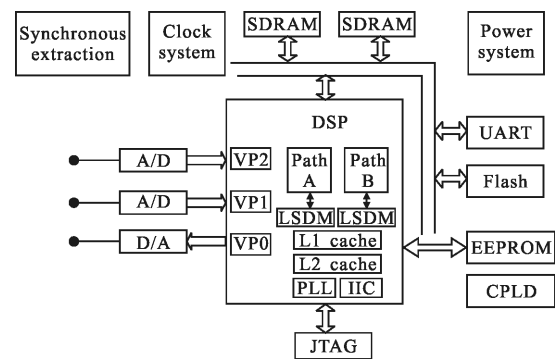 Synchronous
extraction
Clock
system
SDRAM
SDRAM
Power
system
DSP
A/D
VP2
Path
A
Path
B
UART
A/D
VP1
LSDM
LSDM
Flash
D/A
VP0
L1 cache
L2 cache
EEPROM
PLL
IIC
CPLD
JTAG